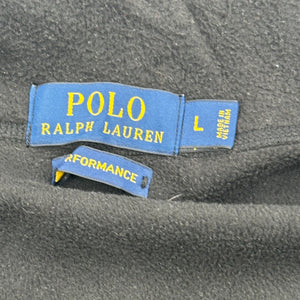 POLO
RALPH LAUREN
L
MADE IN
VIETNAM
RFORMANCE